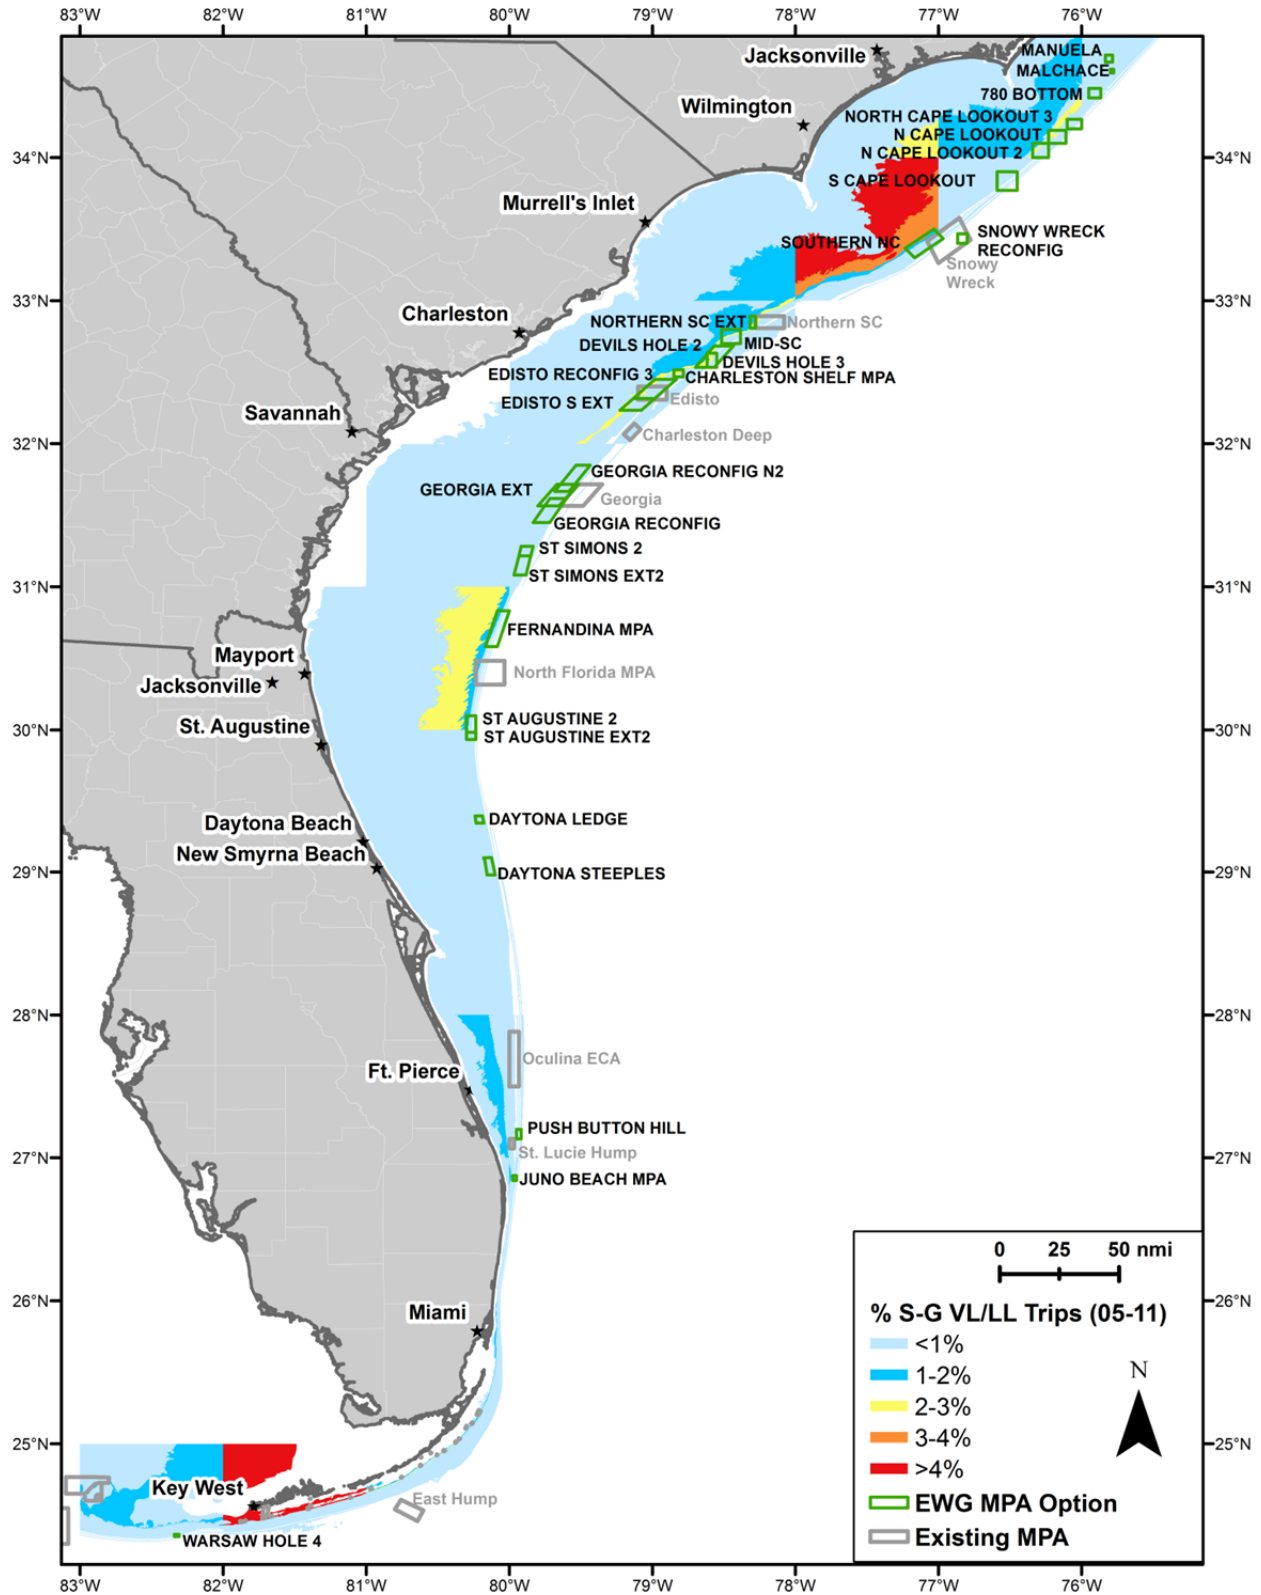 83°W 82°W 81°W 80°W 79°W 78°W 77°W 76°W
Jacksonville
MANUELA
MALCHACE
780 BOTTOM
Wilmington
NORTH CAPE LOOKOUT 3
N CAPE LOOKOUT
N CAPE LOOKOUT 2
34°N 34°N
S CAPE LOOKOUT
Murrell's Inlet
SNOWY WRECK
RECONFIG
SOUTHERN NC
Snowy
Wreck
33°N 33°N
Charleston
NORTHERN SC EXT
Northern SC
DEVILS HOLE 2
MID-SC
DEVILS HOLE 3
EDISTO RECONFIG 3
CHARLESTON SHELF MPA
Edisto
EDISTO S EXT
Savannah
Charleston Deep
32°N 32°N
GEORGIA RECONFIG N2
GEORGIA EXT
Georgia
GEORGIA RECONFIG
ST SIMONS 2
ST SIMONS EXT2
31°N 31°N
FERNANDINA MPA
Mayport
North Florida MPA
Jacksonville
ST AUGUSTINE 2
St. Augustine
30°N 30°N
ST AUGUSTINE EXT2
DAYTONA LEDGE
Daytona Beach
New Smyrna Beach
29°N 29°N
DAYTONA STEEPLES
28°N 28°N
Oculina ECA
Ft. Pierce
PUSH BUTTON HILL
St. Lucie Hump
27°N 27°N
JUNO BEACH MPA
26°N 26°N
Miami
25°N 25°N
Key West
East Hump
WARSAW HOLE 4
0 25 50 nmi
% S-G VL/LL Trips (05-11)
<1%
1-2%
2-3%
3-4%
>4%
N
EWG MPA Option
Existing MPA
83°W 82°W 81°W 80°W 79°W 78°W 77°W 76°W